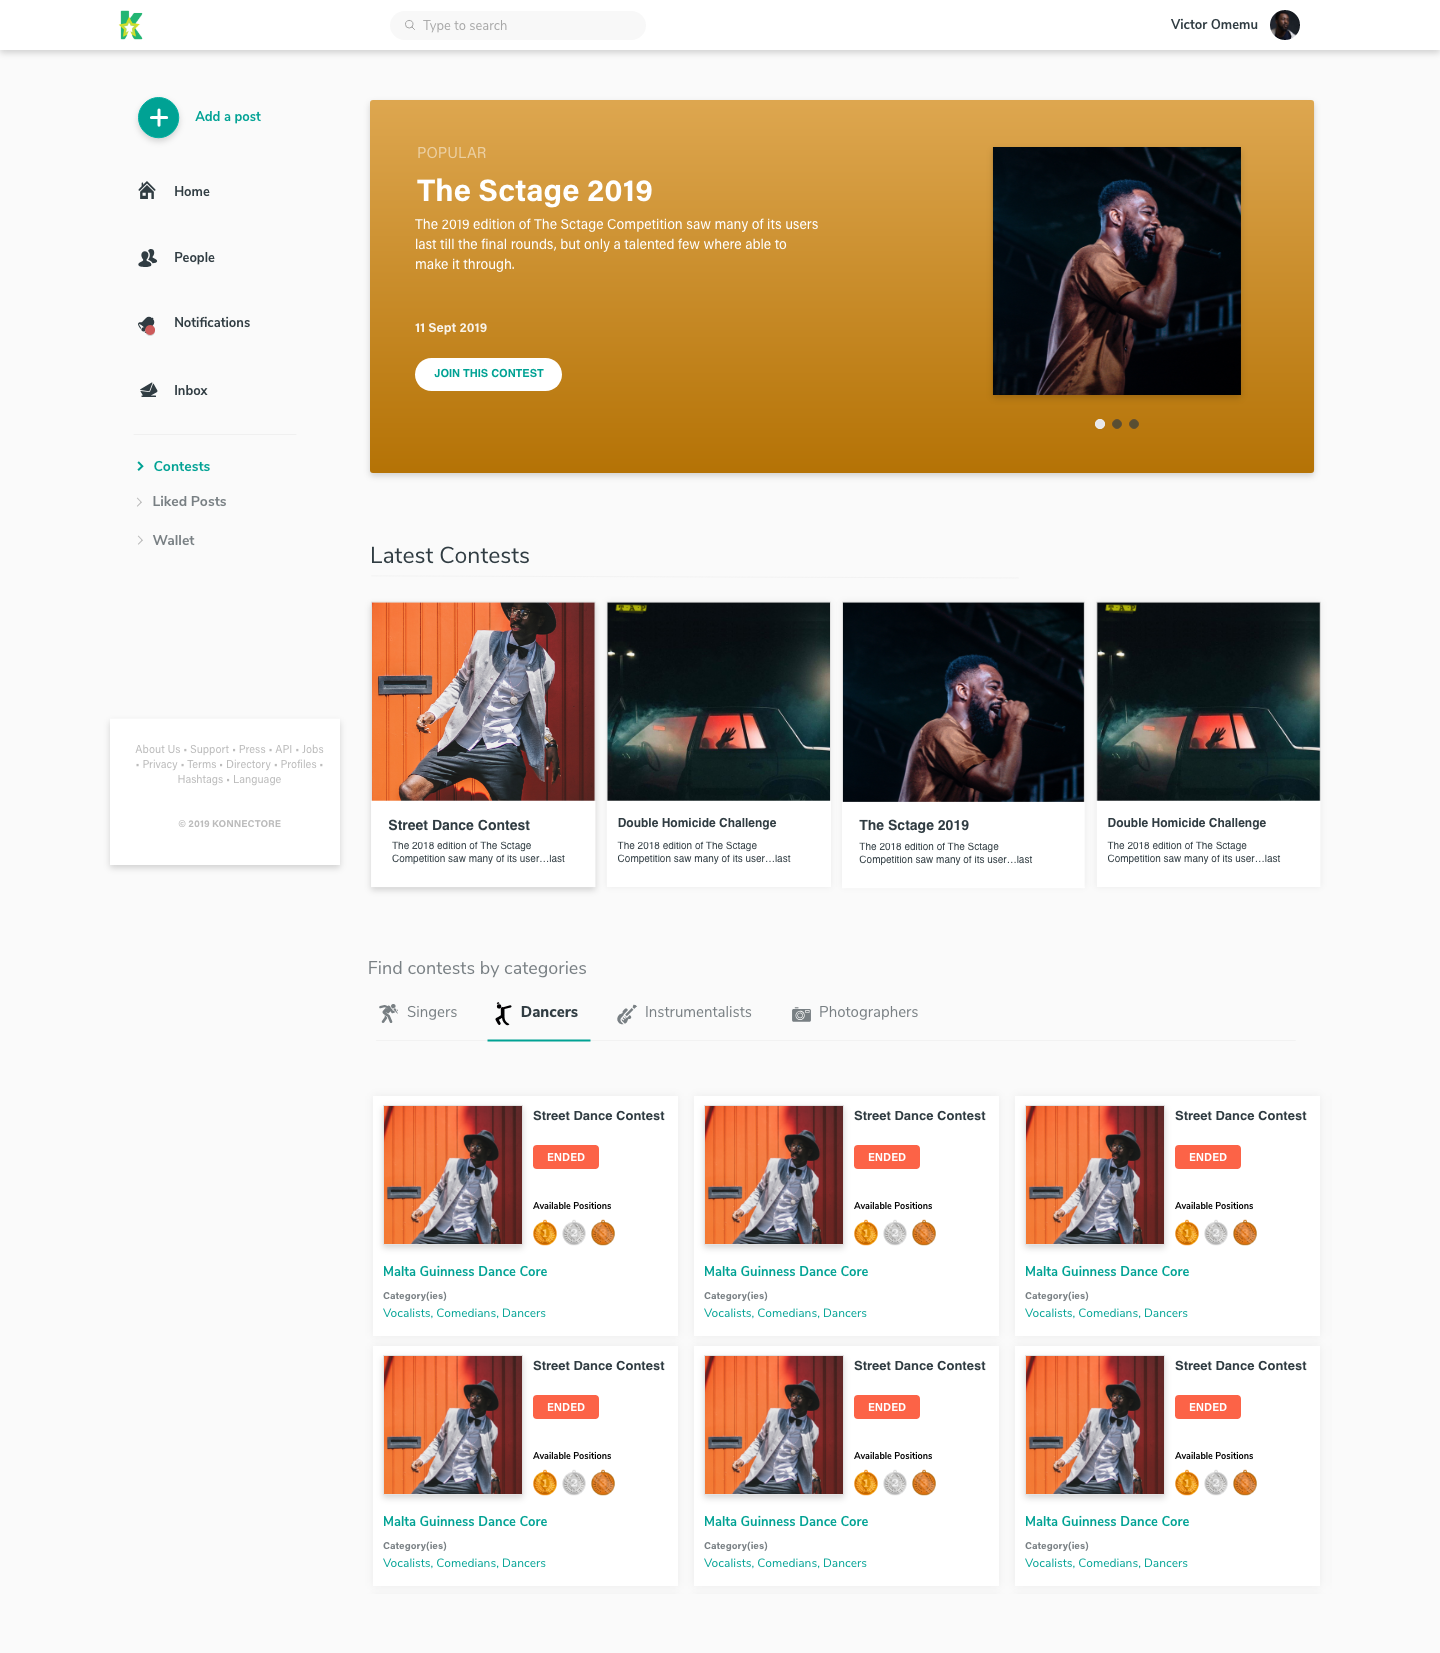 Type to search
Victor Omemu
Add a post
Home
People
Notifications
Inbox
Contests
Liked Posts
Wallet
About Us • Support • Press • API • Jobs
• Privacy • Terms • Directory • Profiles •
Hashtags • Language
© 2019 KONNECTORE
POPULAR
The Sctage 2019
The 2019 edition of The Sctage Competition saw many of its users
last till the final rounds, but only a talented few where able to
make it through.
11 Sept 2019
JOIN THIS CONTEST
Latest Contests
Street Dance Contest
The 2018 edition of The Sctage
Competition saw many of its user...last
Double Homicide Challenge
The 2018 edition of The Sctage
Competition saw many of its user...last
The Sctage 2019
The 2018 edition of The Sctage
Competition saw many of its user...last
Double Homicide Challenge
The 2018 edition of The Sctage
Competition saw many of its user...last
Find contests by categories
Singers
Dancers
Instrumentalists
Photographers
Street Dance Contest
ENDED
Available Positions
Malta Guinness Dance Core
Category(ies)
Vocalists, Comedians, Dancers
Street Dance Contest
ENDED
Available Positions
Malta Guinness Dance Core
Category(ies)
Vocalists, Comedians, Dancers
Street Dance Contest
ENDED
Available Positions
Malta Guinness Dance Core
Category(ies)
Vocalists, Comedians, Dancers
Street Dance Contest
ENDED
Available Positions
Malta Guinness Dance Core
Category(ies)
Vocalists, Comedians, Dancers
Street Dance Contest
ENDED
Available Positions
Malta Guinness Dance Core
Category(ies)
Vocalists, Comedians, Dancers
Street Dance Contest
ENDED
Available Positions
Malta Guinness Dance Core
Category(ies)
Vocalists, Comedians, Dancers